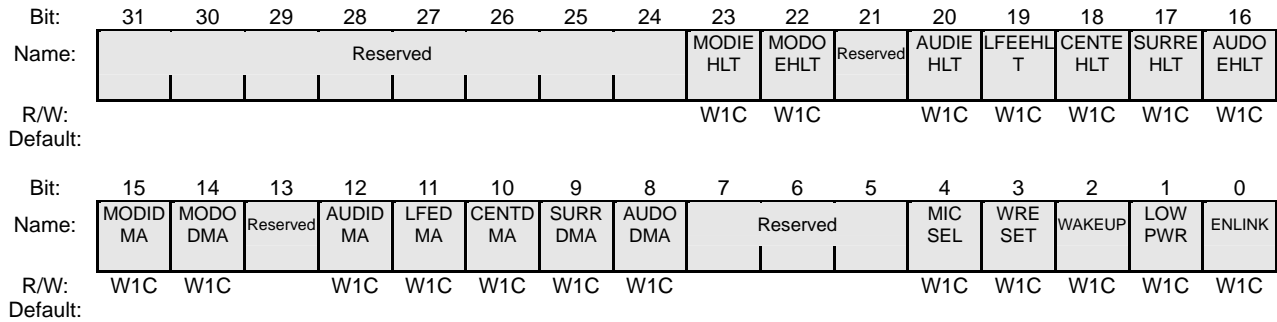 Bit: 31 30 29 28 27 26 25 24 23 22 21 20 19 18 17 16
Name: Reserved MODIE HLT MODO EHLT Reserved AUDIE HLT LFEEHL T CENTE HLT SURRE HLT AUDO EHLT
R/W: W1C W1C W1C W1C W1C W1C W1C
Default:
Bit: 15 14 13 12 11 10 9 8 7 6 5 4 3 2 1 0
Name: MODID MA MODO DMA Reserved AUDID MA LFED MA CENTD MA SURR DMA AUDO DMA Reserved MIC SEL WRE SET WAKEUP LOW PWR ENLINK
R/W: W1C W1C W1C W1C W1C W1C W1C W1C W1C W1C W1C W1C
Default: